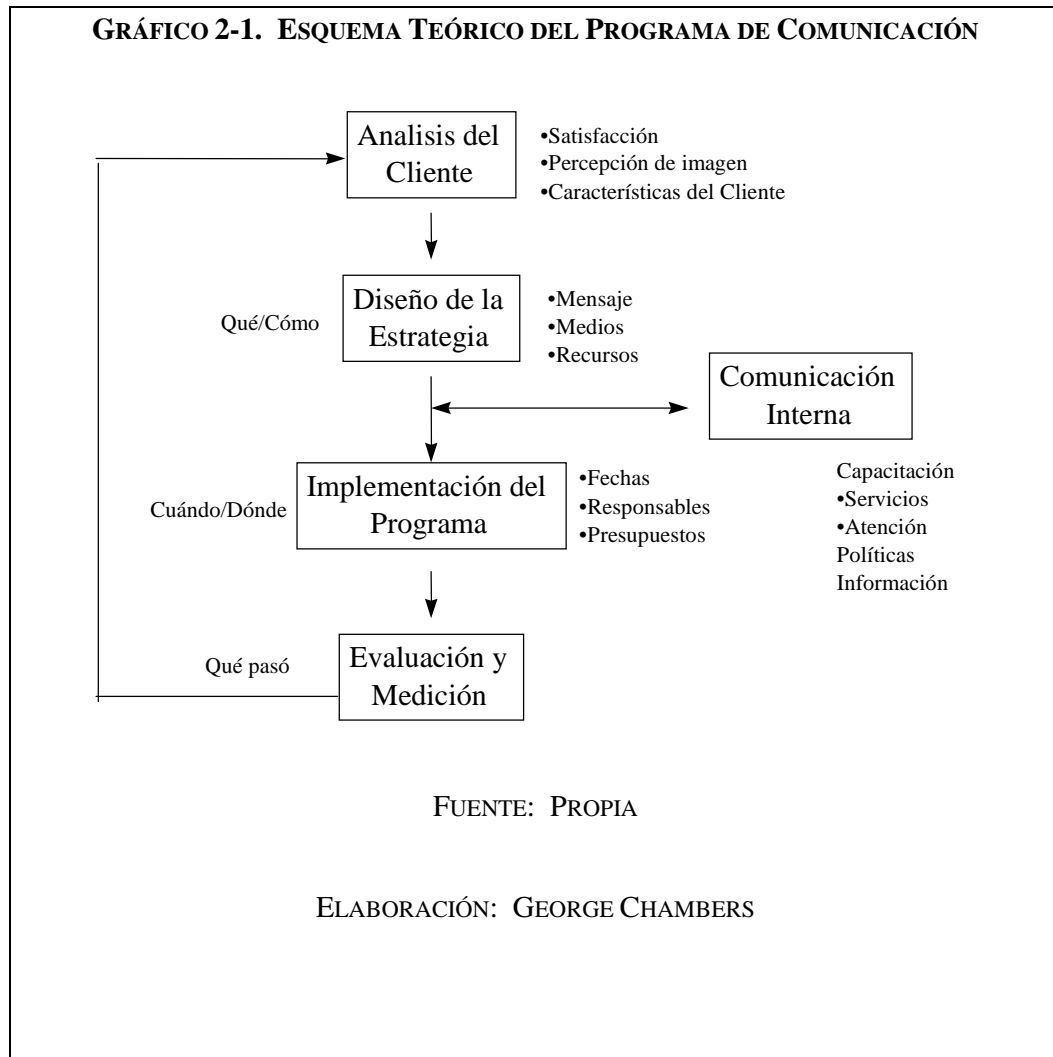 GRÁFICO 2-1. ESQUEMA TEÓRICO DEL PROGRAMA DE COMUNICACIÓN
Analisis del
Cliente
•Satisfacción
•Percepción de imagen
•Característícas del Cliente
Qué/Cómo
Diseño de la
Estrategia
•Mensaje
•Medios
•Recursos
Comunicación
Interna
Cuándo/Dónde
Implementación del
Programa
•Fechas
•Responsables
•Presupuestos
Capacitación
•Servicios
•Atención
Políticas
Información
Qué pasó
Evaluación y
Medición
FUENTE: PROPIA
ELABORACIÓN: GEORGE CHAMBERS